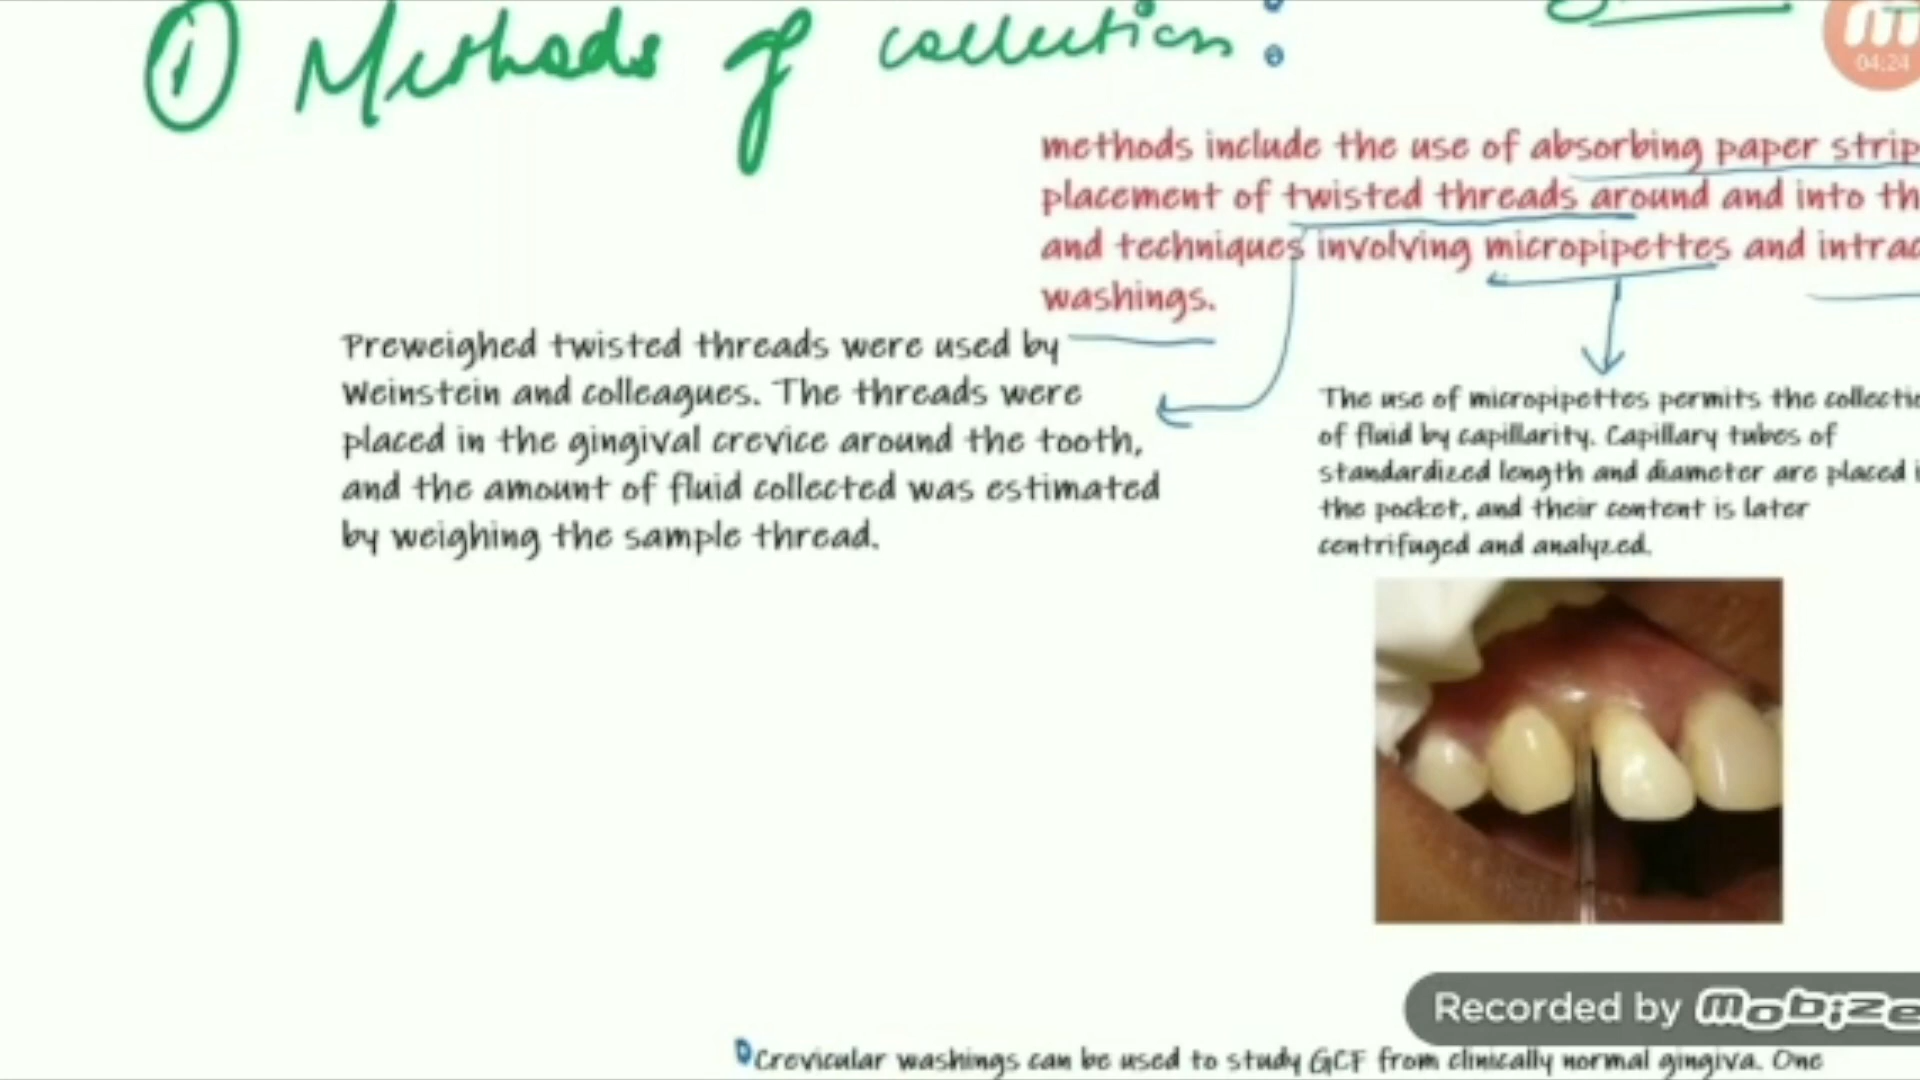 ① Methods of collection :
04:24
methods include the use of absorbing paper strip
placement of twisted threads around and into th
and techniques involving micropipettes and intrac
washings.
Preweighed twisted threads were used by
Weinstein and colleagues. The threads were
placed in the gingival crevice around the tooth,
and the amount of fluid collected was estimated
by weighing the sample thread.
The use of micropipettes permits the collectio
of fluid by capillarity. Capillary tubes of
standardized length and diameter are placed i
the pocket, and their content is later
centrifuged and analyzed.
Recorded by mobize
Crevicular washings can be used to study GCF from clinically normal gingiva. One